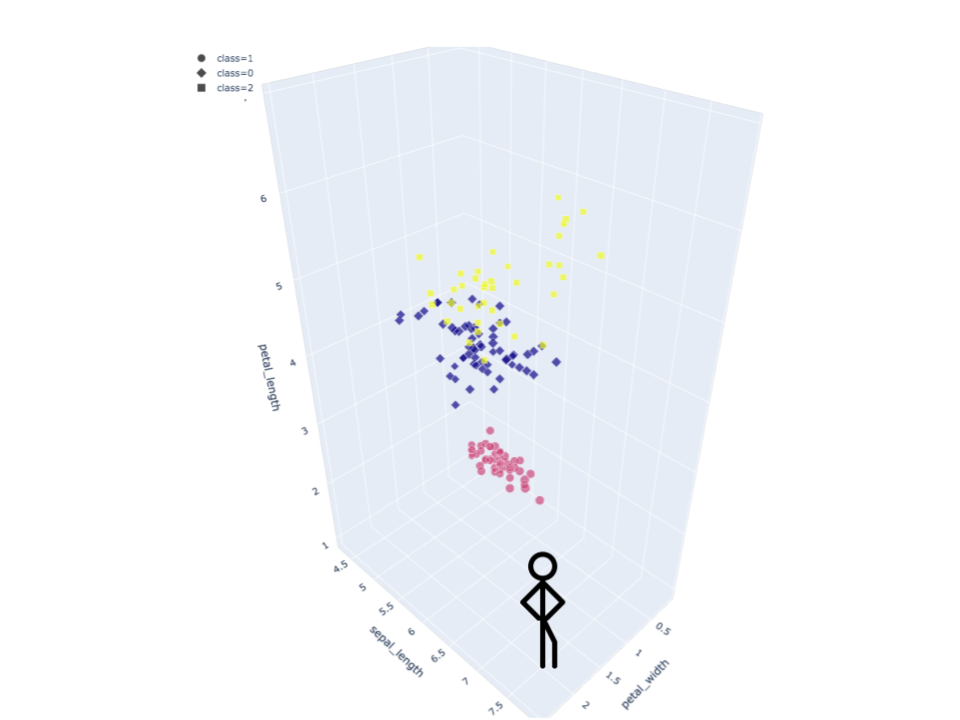 class=1
class=0
class=2
6
5
4
3
2
1
petal_length
4.5
5
5.5
6
6.5
7
7.5
sepal_length
0.5
1
1.5
2
petal_width